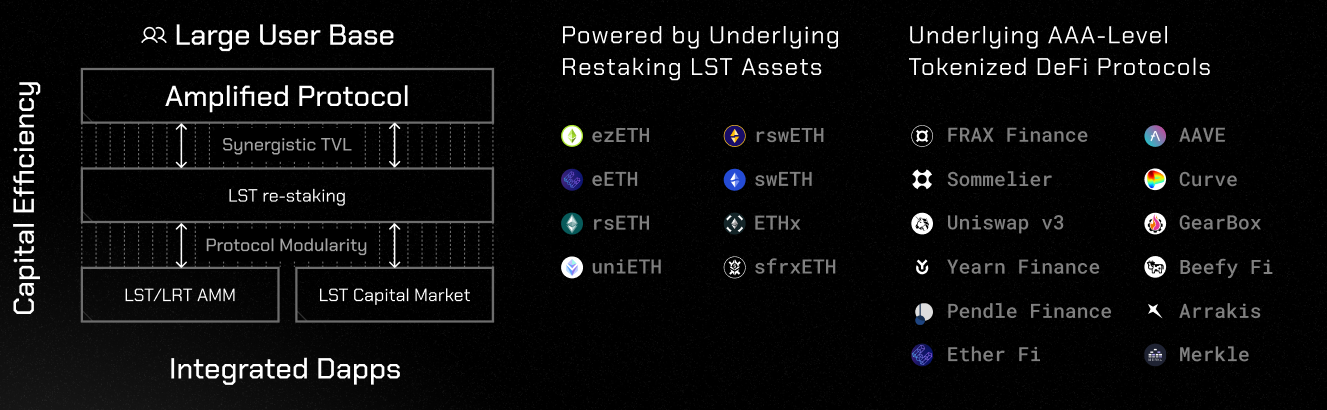 Large User Base
Capital Efficiency
Amplified Protocol
Synergistic TVL
LST re-staking
Protocol Modularity
LST/LRT AMM
LST Capital Market
Integrated Dapps
Powered by Underlying
Restaking LST Assets
ezETH
rswETH
eETH
swETH
rsETH
ETHx
uniETH
sfrxETH
Underlying AAA-Level
Tokenized DeFi Protocols
FRAX Finance
AAVE
Sommelier
Curve
Uniswap v3
GearBox
Yearn Finance
Beefy Fi
Pendle Finance
Arrakis
Ether Fi
Merkle